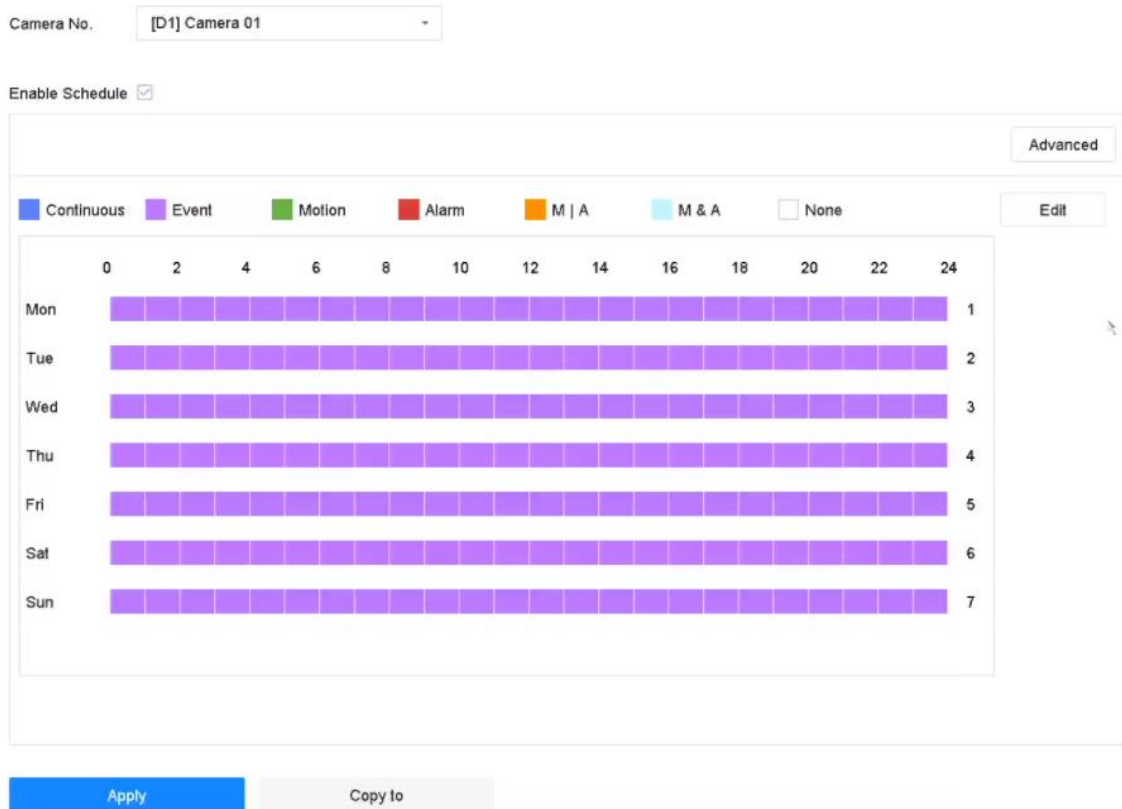 Camera No. [D1] Camera 01
Enable Schedule
Advanced
Continuous Event Motion Alarm M | A M & A None Edit
0 2 4 6 8 10 12 14 16 18 20 22 24
Mon 1
Tue 2
Wed 3
Thu 4
Fri 5
Sat 6
Sun 7
Apply Copy to